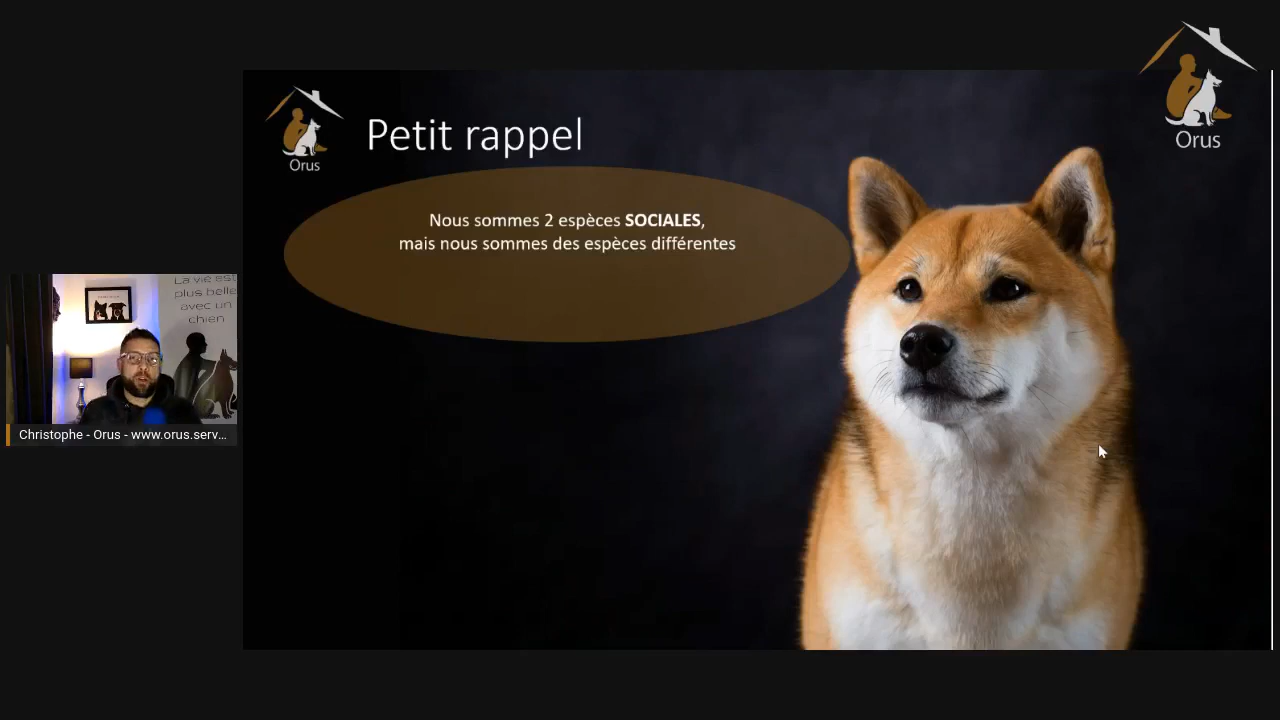 Orus
Orus
Petit rappel
Nous sommes 2 espèces SOCIALES,
mais nous sommes des espèces différentes
La vie est
plus belle
avec un
chien
Christophe - Orus - www.orus.serv...